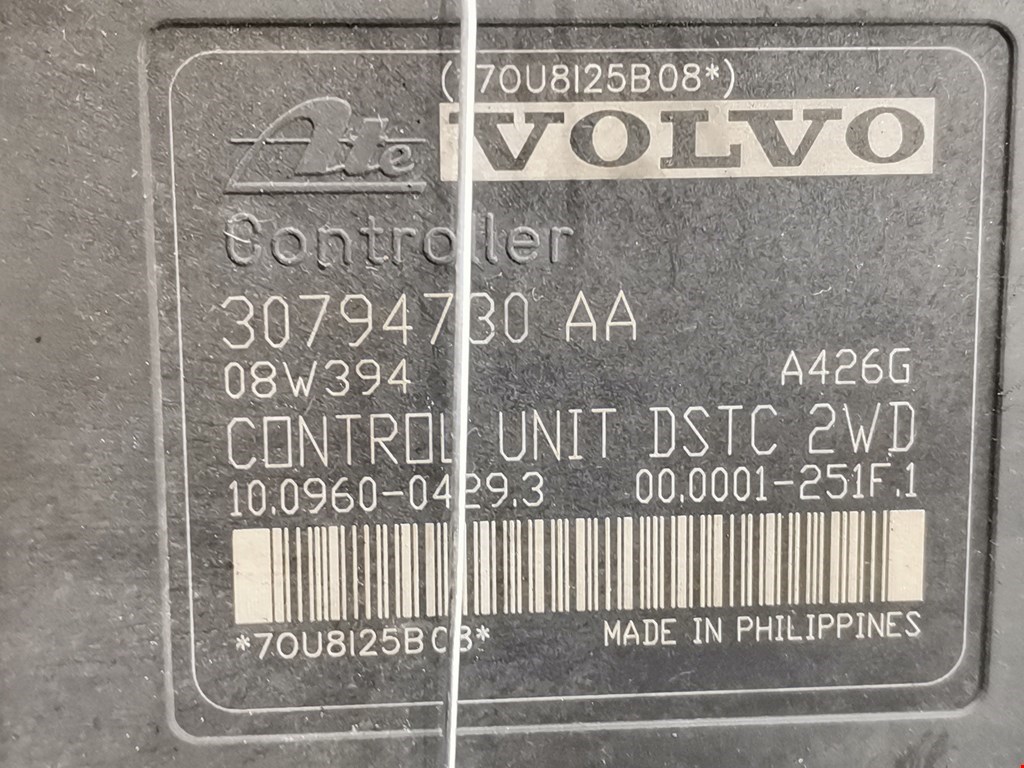 (*70U8125B08*)
Ate VOLVO
Controller
30794730 AA
08W394 A426G
CONTROL UNIT DSTC 2WD
10.0960-0429.3 00.0001-251F.1
*70U8125B08*
MADE IN PHILIPPINES